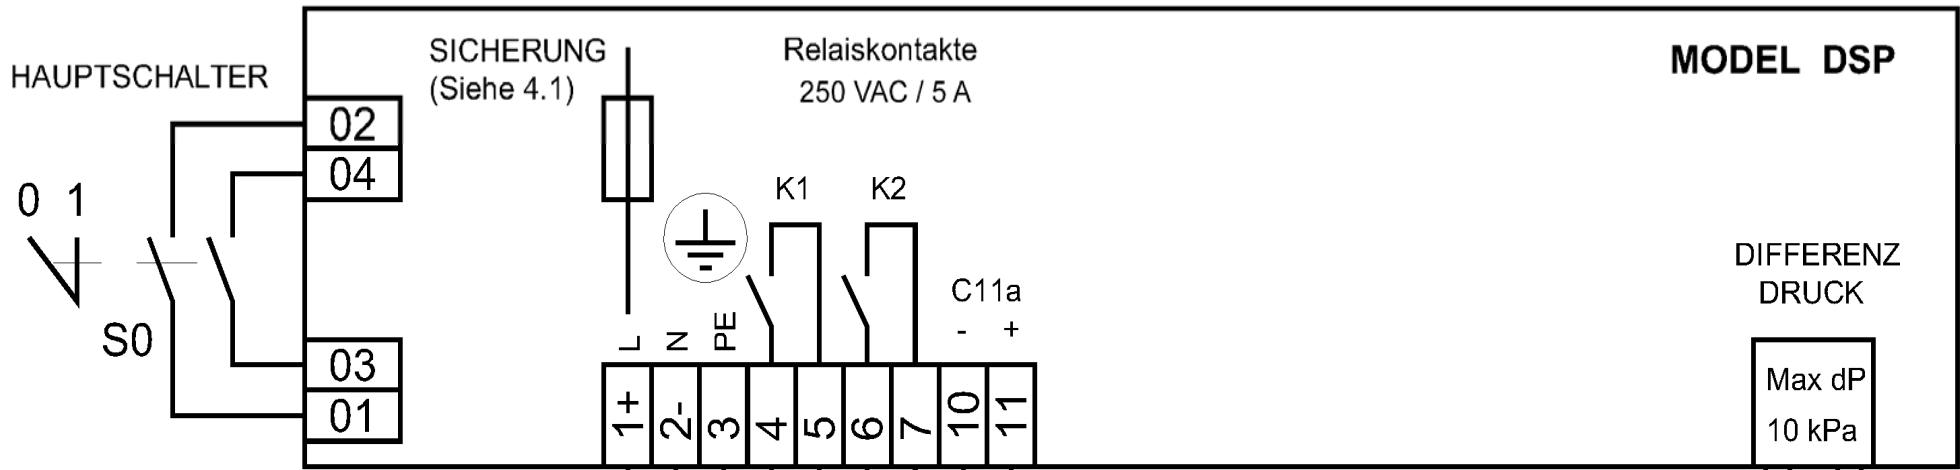 HAUPTSCHALTER
02
04
0 1
S0
03
01
SICHERUNG
(Siehe 4.1)
Relaiskontakte
250 VAC / 5 A
MODEL DSP
K1
K2
C11a
- +
L
N
PE
1+
2-
3
4
5
6
7
10
11
DIFFERENZ
DRUCK
Max dP
10 kPa